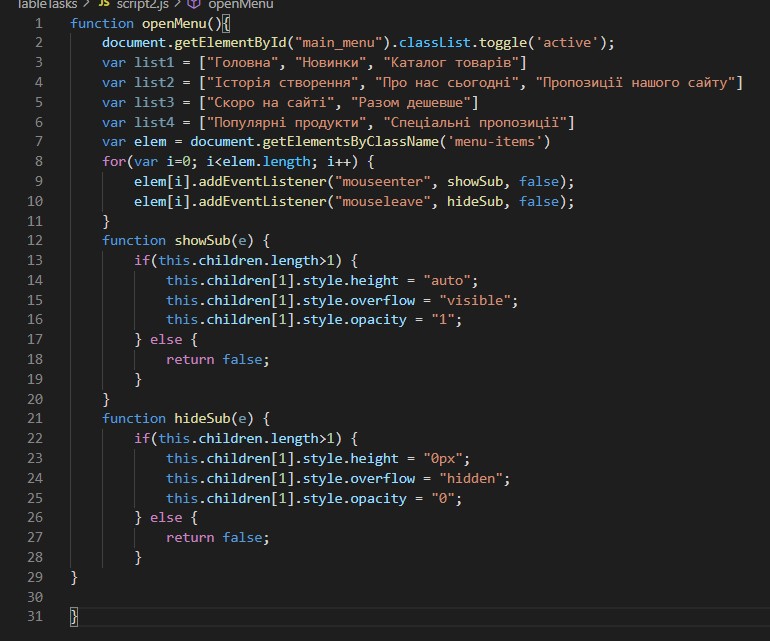 TableTasks > JS script2.js > openMenu
1 function openMenu(){
2 document.getElementById("main_menu").classList.toggle('active');
3 var list1 = ["Головна", "Новинки", "Каталог товарів"]
4 var list2 = ["Історія створення", "Про нас сьогодні", "Пропозиції нашого сайту"]
5 var list3 = ["Скоро на сайті", "Разом дешевше"]
6 var list4 = ["Популярні продукти", "Спеціальні пропозиції"]
7 var elem = document.getElementsByClassName('menu-items')
8 for(var i=0; i<elem.length; i++) {
9 elem[i].addEventListener("mouseenter", showSub, false);
10 elem[i].addEventListener("mouseleave", hideSub, false);
11 }
12 function showSub(e) {
13 if(this.children.length>1) {
14 this.children[1].style.height = "auto";
15 this.children[1].style.overflow = "visible";
16 this.children[1].style.opacity = "1";
17 } else {
18 return false;
19 }
20 }
21 function hideSub(e) {
22 if(this.children.length>1) {
23 this.children[1].style.height = "0px";
24 this.children[1].style.overflow = "hidden";
25 this.children[1].style.opacity = "0";
26 } else {
27 return false;
28 }
29 }
30
31 }